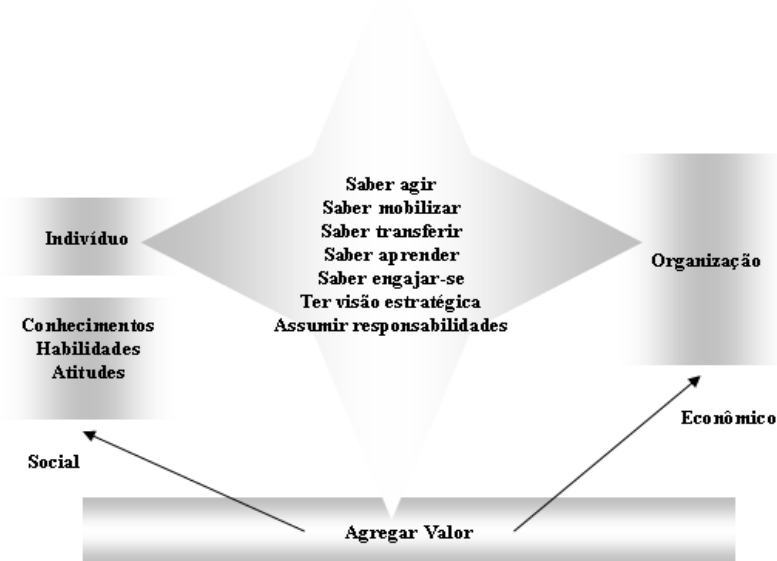 Saber agir
Saber mobilizar
Saber transferir
Saber aprender
Saber engajar-se
Ter visão estratégica
Assumir responsabilidades
Indivíduo
Conhecimentos
Habilidades
Atitudes
Social
Organização
Econômico
Agregar Valor